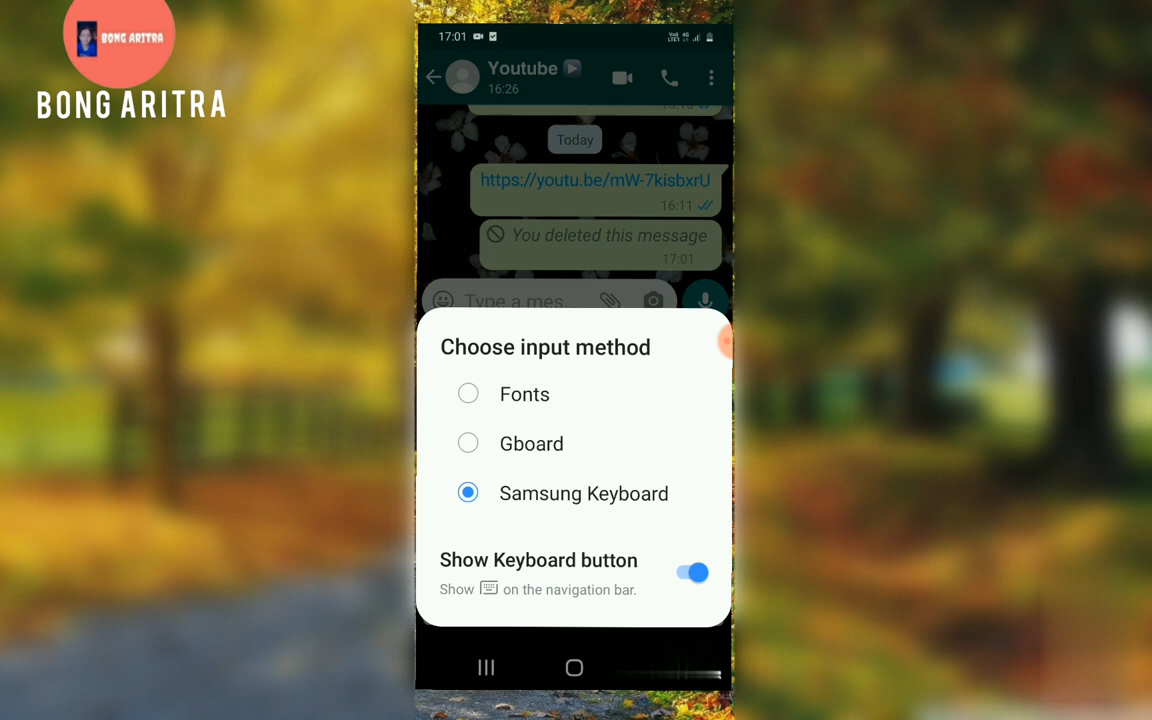 BONG ARITRA
BONG ARITRA
17:01
Youtube
16:26
Today
https://youtu.be/mW-7kisbxrU
16:11
You deleted this message
17:01
Type a mes...
Choose input method
Fonts
Gboard
Samsung Keyboard
Show Keyboard button
Show on the navigation bar.